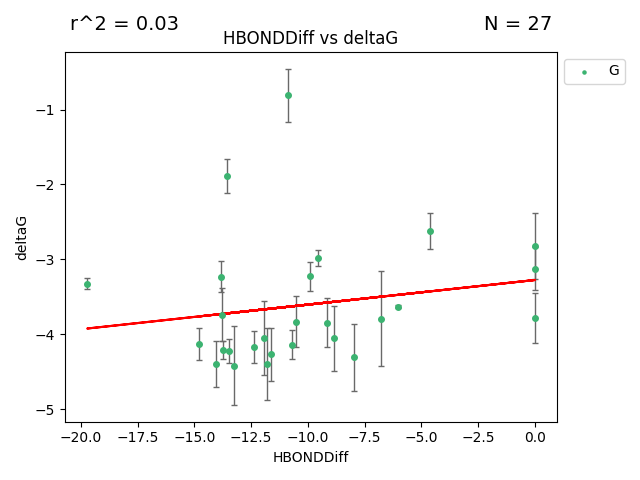 r^2 = 0.03
N = 27
HBONDDiff vs deltaG
G
−1
−2
−3
−4
−5
deltaG
−20.0 −17.5 −15.0 −12.5 −10.0 −7.5 −5.0 −2.5 0.0
HBONDDiff